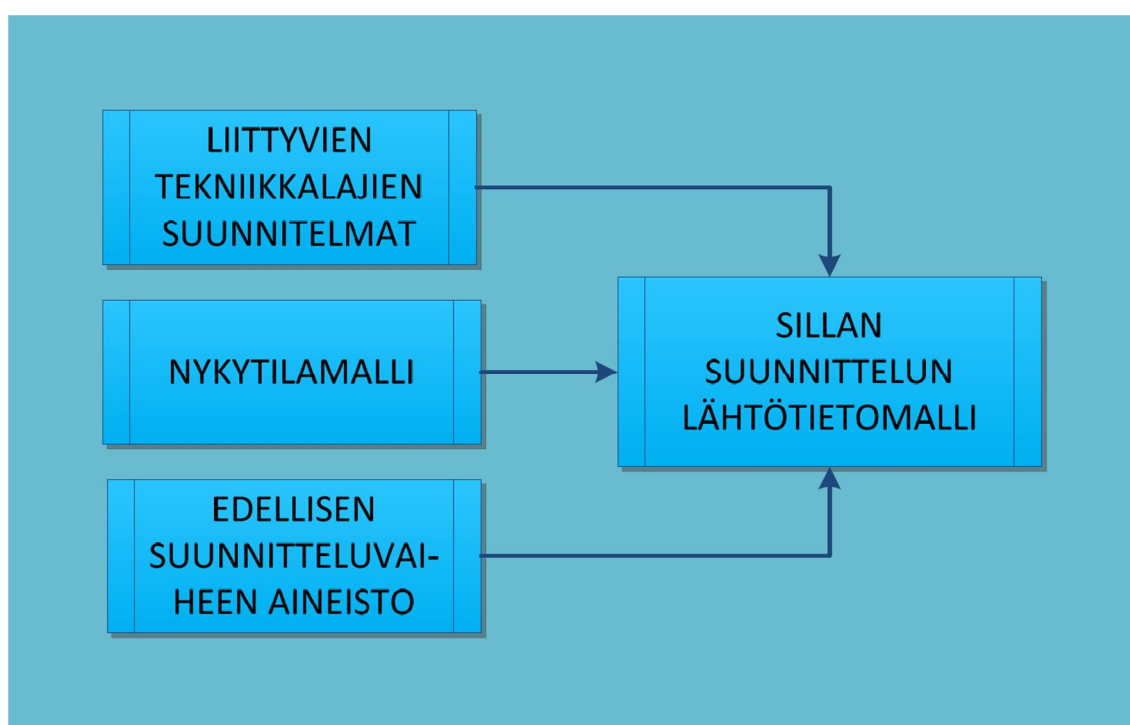 LIITTYVIEN
TEKNIIKKALAJIEN
SUUNNITELMAT
NYKYTILAMALLI
EDELLISEN
SUUNNITTELUVAI-
HEEN AINEISTO
SILLAN
SUUNNITTELUN
LÄHTÖTIETOMALLI